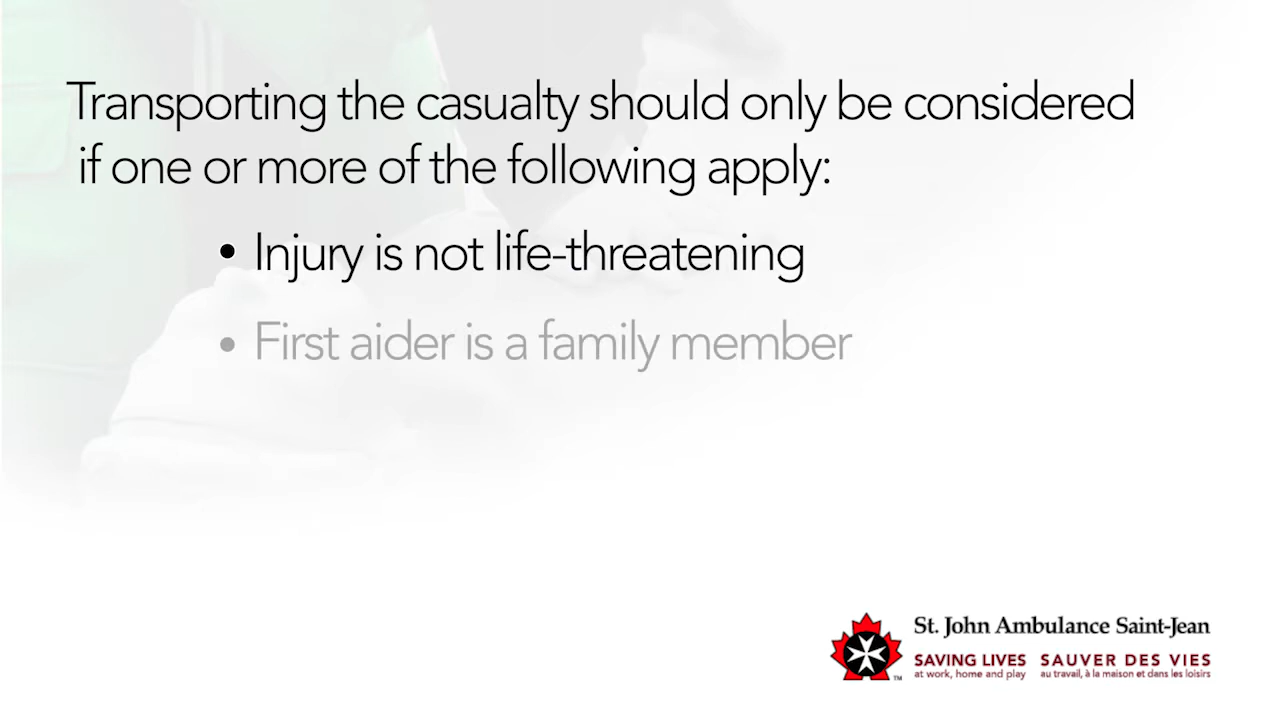 Transporting the casualty should only be considered
if one or more of the following apply:
• Injury is not life-threatening
• First aider is a family member
St. John Ambulance Saint-Jean
SAVING LIVES SAUVER DES VIES
at work, home and play au travail, à la maison et dans les loisirs
TM